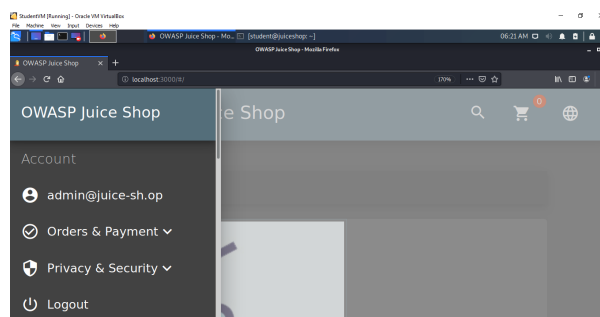 StudentVM [Running] - Oracle VM VirtualBox
File Machine View Input Devices Help
OWASP Juice Shop - Mo... [student@juiceshop: ~] 06:21 AM
OWASP Juice Shop - Mozilla Firefox
OWASP Juice Shop
localhost:3000/#/ 170%
OWASP Juice Shop
e Shop
0
Account
admin@juice-sh.op
Orders & Payment
Privacy & Security
Logout